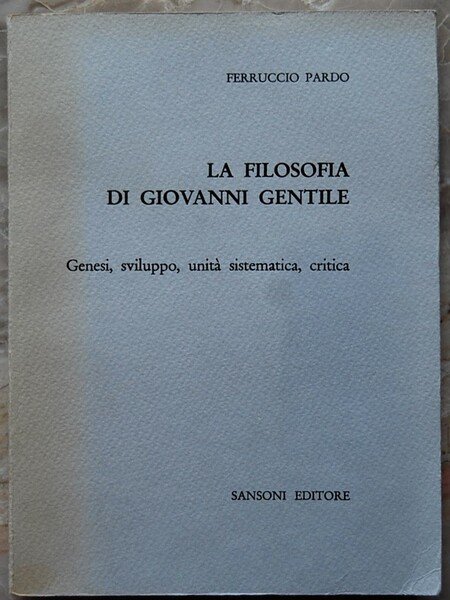 FERRUCCIO PARDO
LA FILOSOFIA
DI GIOVANNI GENTILE
Genesi, sviluppo, unità sistematica, critica
SANSONI EDITORE